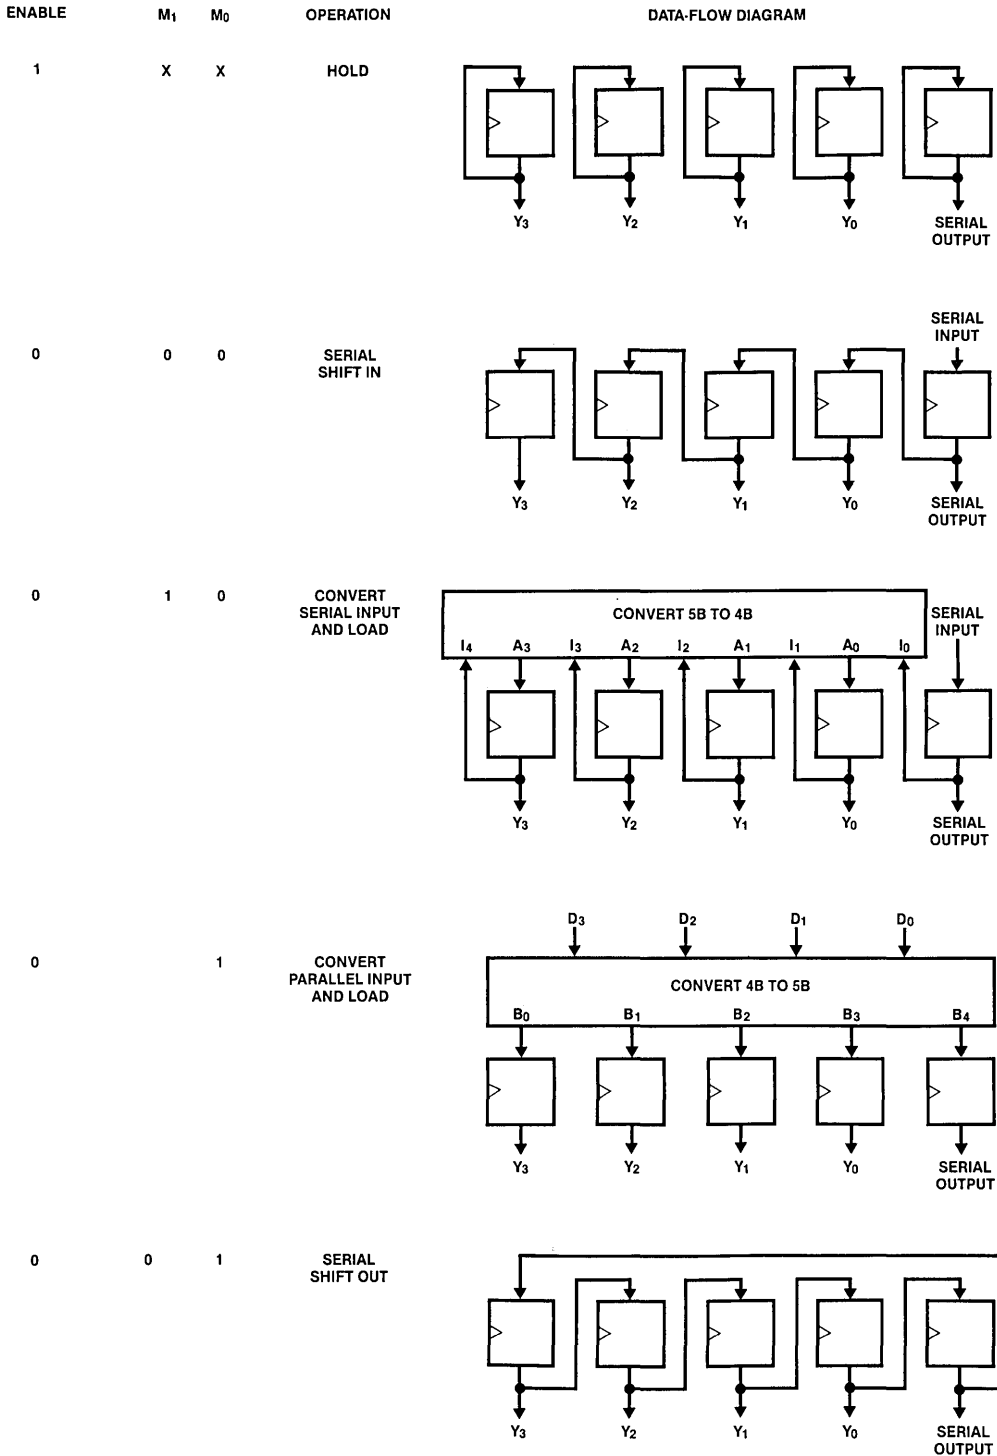 ENABLE M1 M0 OPERATION DATA-FLOW DIAGRAM
1 X X HOLD
Y3 Y2 Y1 Y0 SERIAL
OUTPUT
SERIAL
INPUT
0 0 0 SERIAL
SHIFT IN
Y3 Y2 Y1 Y0 SERIAL
OUTPUT
0 1 0 CONVERT
SERIAL INPUT
AND LOAD
CONVERT 5B TO 4B
SERIAL
INPUT
I4 A3 I3 A2 I2 A1 I1 A0 I0
Y3 Y2 Y1 Y0 SERIAL
OUTPUT
D3 D2 D1 D0
0 1 CONVERT
PARALLEL INPUT
AND LOAD
CONVERT 4B TO 5B
B0 B1 B2 B3 B4
Y3 Y2 Y1 Y0 SERIAL
OUTPUT
0 0 1 SERIAL
SHIFT OUT
Y3 Y2 Y1 Y0 SERIAL
OUTPUT